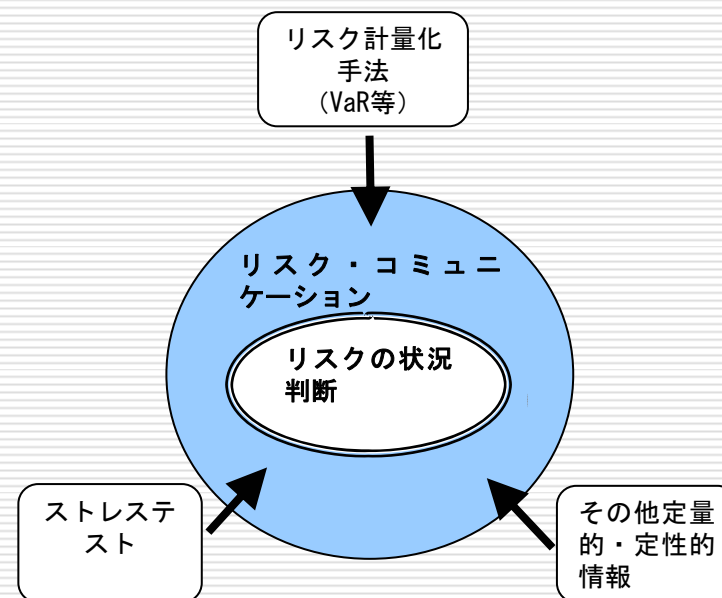 リスク計量化
手法
（VaR等）
リスク・コミュニ
ケーション
リスクの状況
判断
ストレステ
スト
その他定量
的・定性的
情報